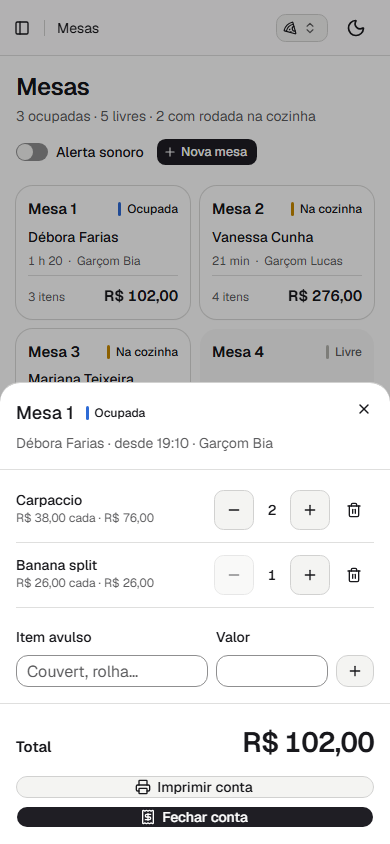 Mesas
Mesas
3 ocupadas · 5 livres · 2 com rodada na cozinha
Alerta sonoro
Nova mesa
Mesa 1 Ocupada
Débora Farias
1 h 20 · Garçom Bia
3 itens R$ 102,00
Mesa 2 Na cozinha
Vanessa Cunha
21 min · Garçom Lucas
4 itens R$ 276,00
Mesa 3 Na cozinha
Mariana Teixeira
Mesa 4 Livre
Mesa 1 Ocupada
Débora Farias · desde 19:10 · Garçom Bia
Carpaccio
R$ 38,00 cada · R$ 76,00
2
Banana split
R$ 26,00 cada · R$ 26,00
1
Item avulso Valor
Couvert, rolha...
Total R$ 102,00
Imprimir conta
Fechar conta